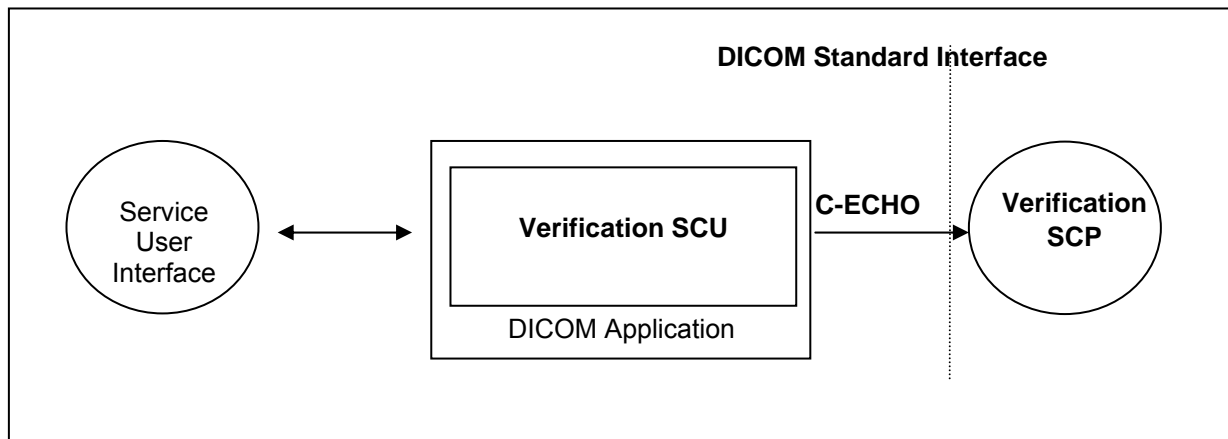 DICOM Standard Interface
Service
User
Interface
Verification SCU
DICOM Application
C-ECHO
Verification
SCP